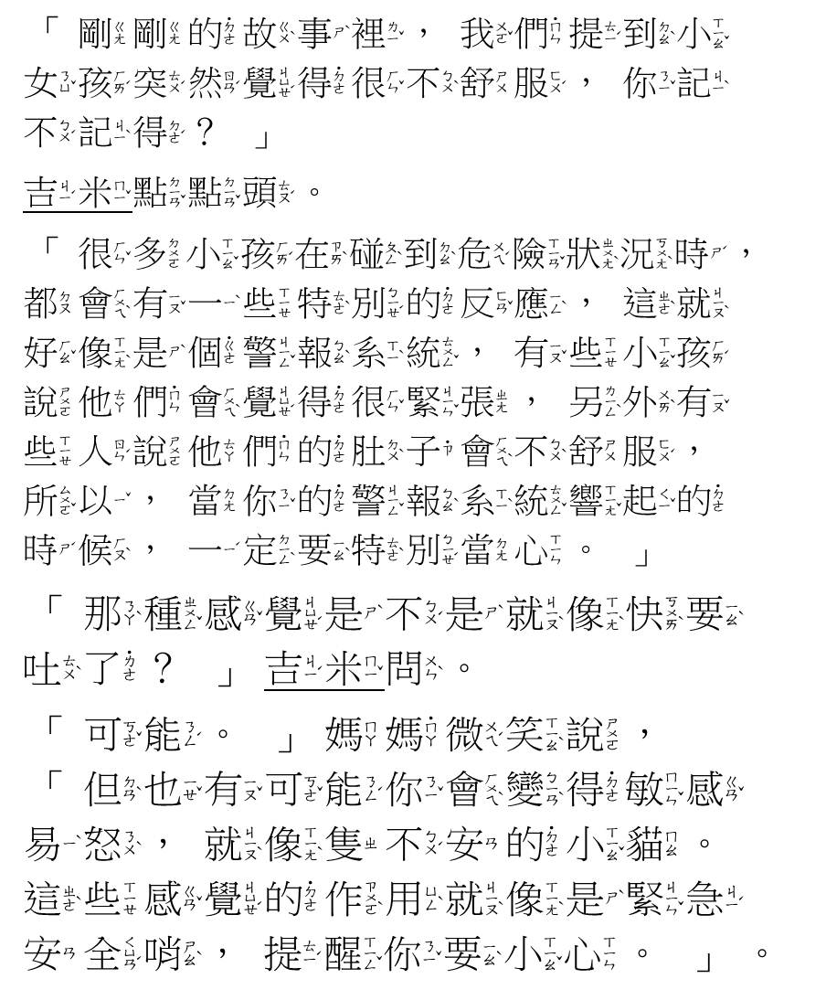 「剛剛的故事裡，我們提到小
女孩突然覺得很不舒服，你記
不記得？」
吉米點點頭。
「很多小孩在碰到危險狀況時，
都會有一些特別的反應，這就
好像是個警報系統，有些小孩
說他們會覺得很緊張，另外有
些人說他們的肚子會不舒服，
所以，當你的警報系統響起的
時候，一定要特別當心。」
「那種感覺是不是就像快要
吐了？」吉米問。
「可能。」媽媽微笑說，
「但也有可能你會變得敏感
易怒，就像隻不安的小貓。
這些感覺的作用就像是緊急
安全哨，提醒你要小心。」。